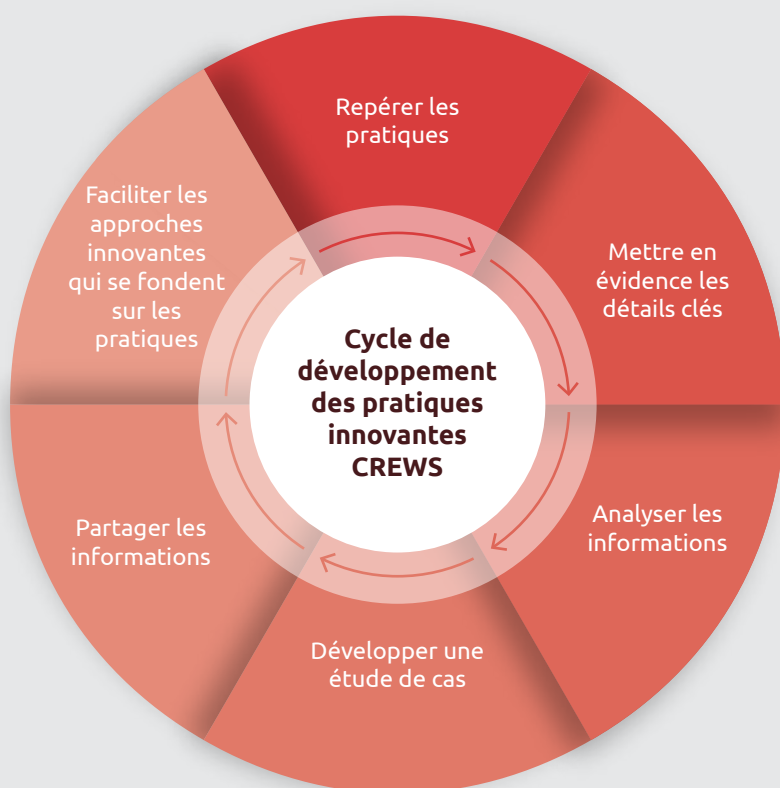 Repérer les
pratiques
Mettre en
évidence les
détails clés
Analyser les
informations
Développer une
étude de cas
Partager les
informations
Faciliter les
approches
innovantes
qui se fondent
sur les
pratiques
Cycle de
développement
des pratiques
innovantes
CREWS